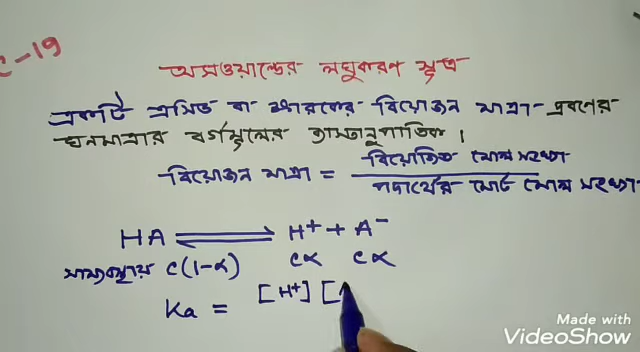 C-19
অসওয়াল্ডের লঘুকরণ সূত্র
একটি এসিড বা ক্ষারকের বিয়োজন মাত্রা দ্রবণের
ঘনমাত্রার বর্গমূলের ব্যস্তানুপাতিক।
বিয়োজন মাত্রা = বিয়োজিত মোল সংখ্যা
পদার্থের মোট মোল সংখ্যা
HA ⇌ H⁺ + A⁻
সাম্যাবস্থায় C(1-α) Cα Cα
Ka = [H⁺] [
Made with
VideoShow